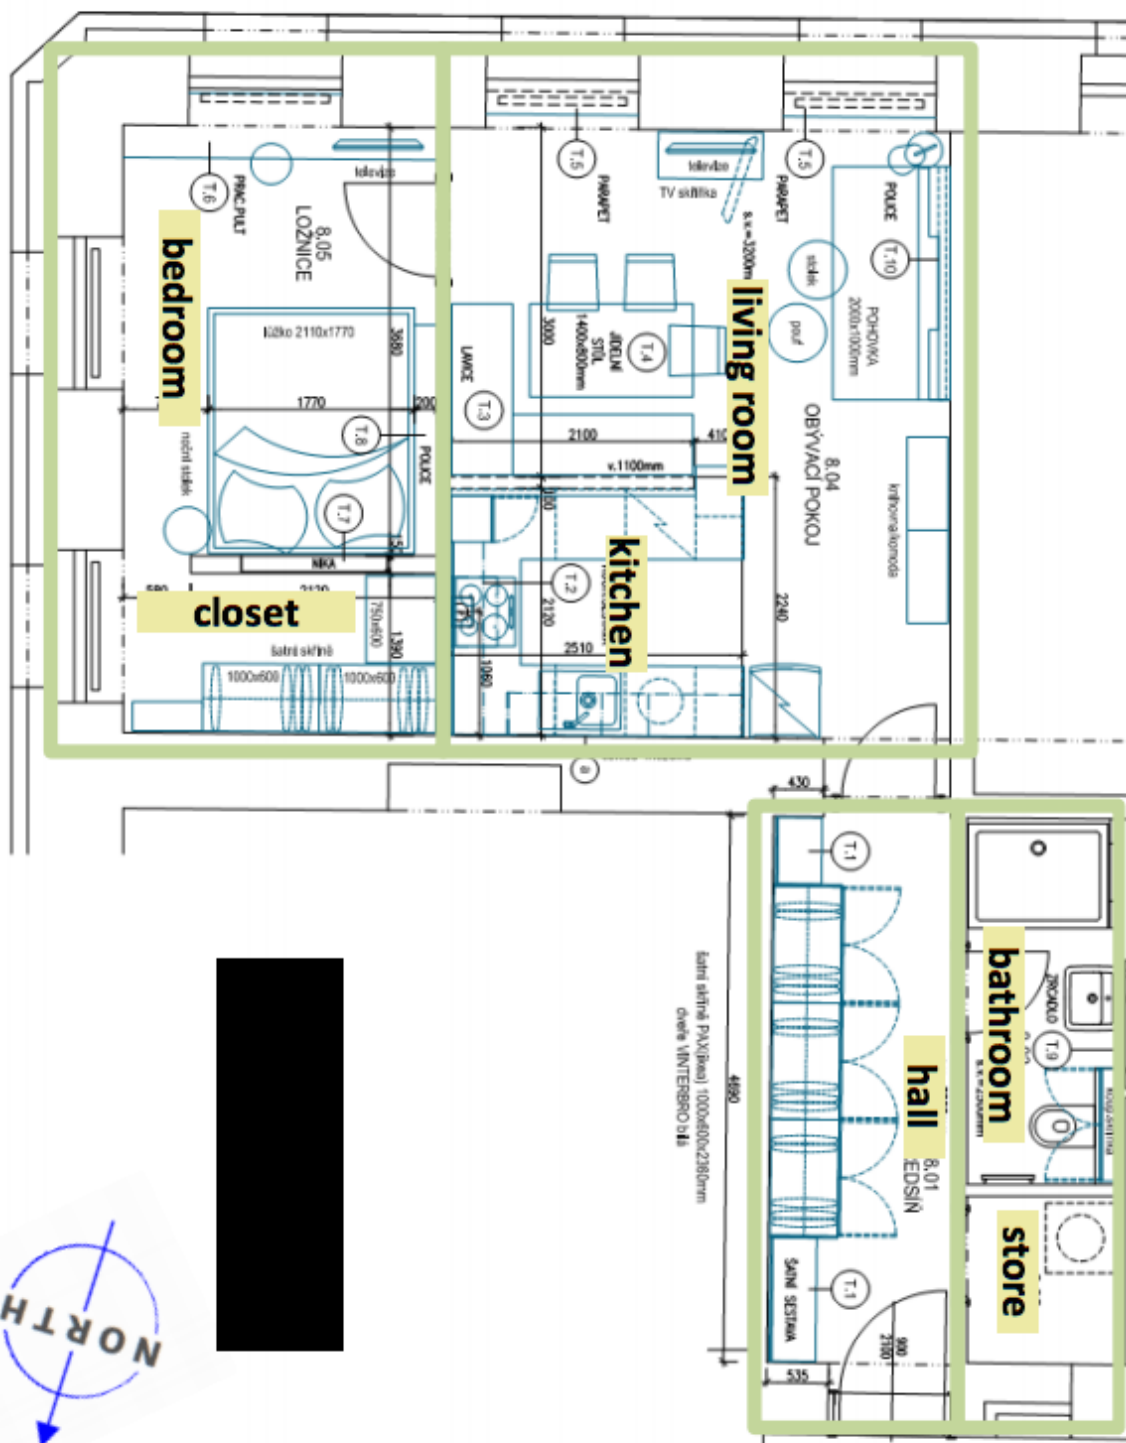 televize
T.6
PRAC.PULT
8.05
LOŽNICE
bedroom
lůžko 2110x1770
3680
1770
200
T.8
POLICE
noční stolek
T.7
NIKA
580
2120
closet
750x600
1390
šatní skříně
1000x600
1000x600
T.5
PARAPET
televize
TV skříňka
T.5
PARAPET
s.v.=3200m
POLICE
T.10
stolek
pouf
POHOVKA
2000x1000mm
living room
3000
JÍDELNÍ
STŮL
1400x800mm
T.4
LAVICE
T.3
2100
410
v.1100mm
100
8.04
OBÝVACÍ POKOJ
knihovna/komoda
kitchen
T.2
2120
2510
2240
1060
a
430
T.1
šatní skříně PAX(ikea) 1000x600x2360mm
dveře VINTERBRO bílá
4690
hall
8.01
EDSÍŇ
ŠATNÍ SESTAVA
T.1
900
2100
535
bathroom
ZRCADLO
T.9
store
NORTH